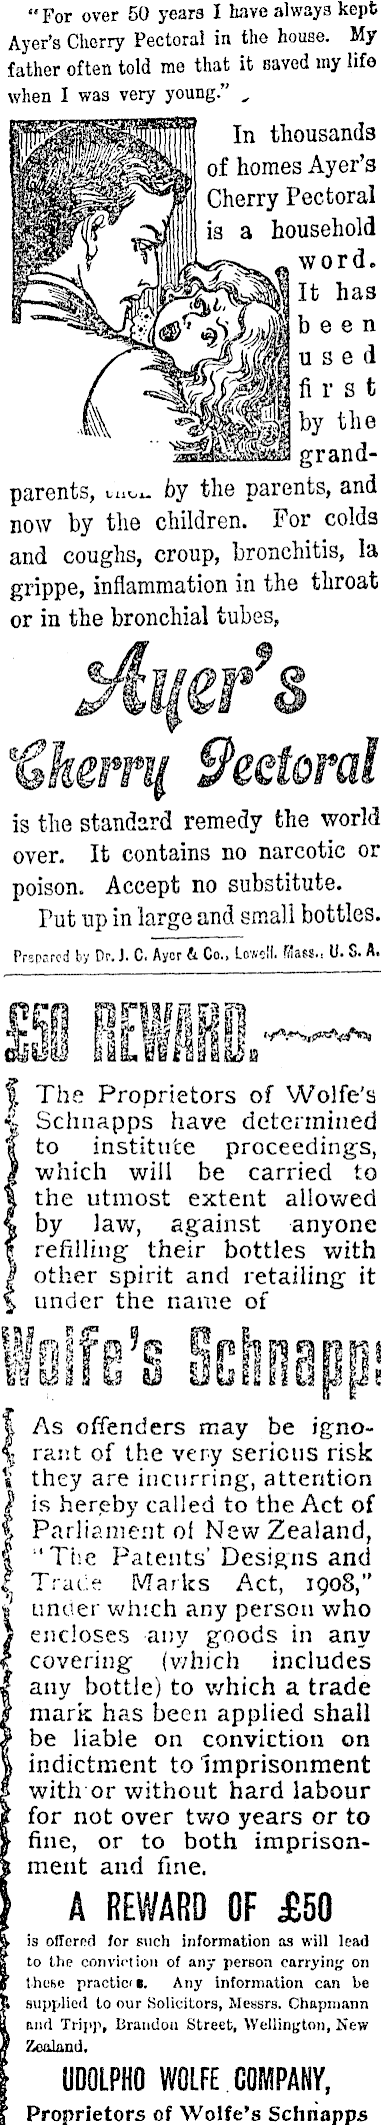 "For over 50 years I have always kept
Ayer's Cherry Pectoral in the house. My
father often told me that it saved my life
when I was very young."
In thousands
of homes Ayer's
Cherry Pectoral
is a household
word.
It has
been
used
first
by the
grand-
parents, by the parents, and
now by the children. For colds
and coughs, croup, bronchitis, la
grippe, inflammation in the throat
or in the bronchial tubes,
Ayer's
Cherry Pectoral
is the standard remedy the world
over. It contains no narcotic or
poison. Accept no substitute.
Put up in large and small bottles.
Prepared by Dr. J. C. Ayer & Co., Lowell, Mass., U. S. A.
£50 REWARD.
The Proprietors of Wolfe's
Schnapps have determined
to institute proceedings,
which will be carried to
the utmost extent allowed
by law, against anyone
refilling their bottles with
other spirit and retailing it
under the name of
Wolfe's Schnapps
As offenders may be igno-
rant of the very serious risk
they are incurring, attention
is hereby called to the Act of
Parliament of New Zealand,
"The Patents' Designs and
Trade Marks Act, 1908,"
under which any person who
encloses any goods in any
covering (which includes
any bottle) to which a trade
mark has been applied shall
be liable on conviction on
indictment to imprisonment
with or without hard labour
for not over two years or to
fine, or to both imprison-
ment and fine.
A REWARD OF £50
is offered for such information as will lead
to the conviction of any person carrying on
these practices. Any information can be
supplied to our Solicitors, Messrs. Chapmann
and Tripp, Brandon Street, Wellington, New
Zealand.
UDOLPHO WOLFE COMPANY,
Proprietors of Wolfe's Schnapps